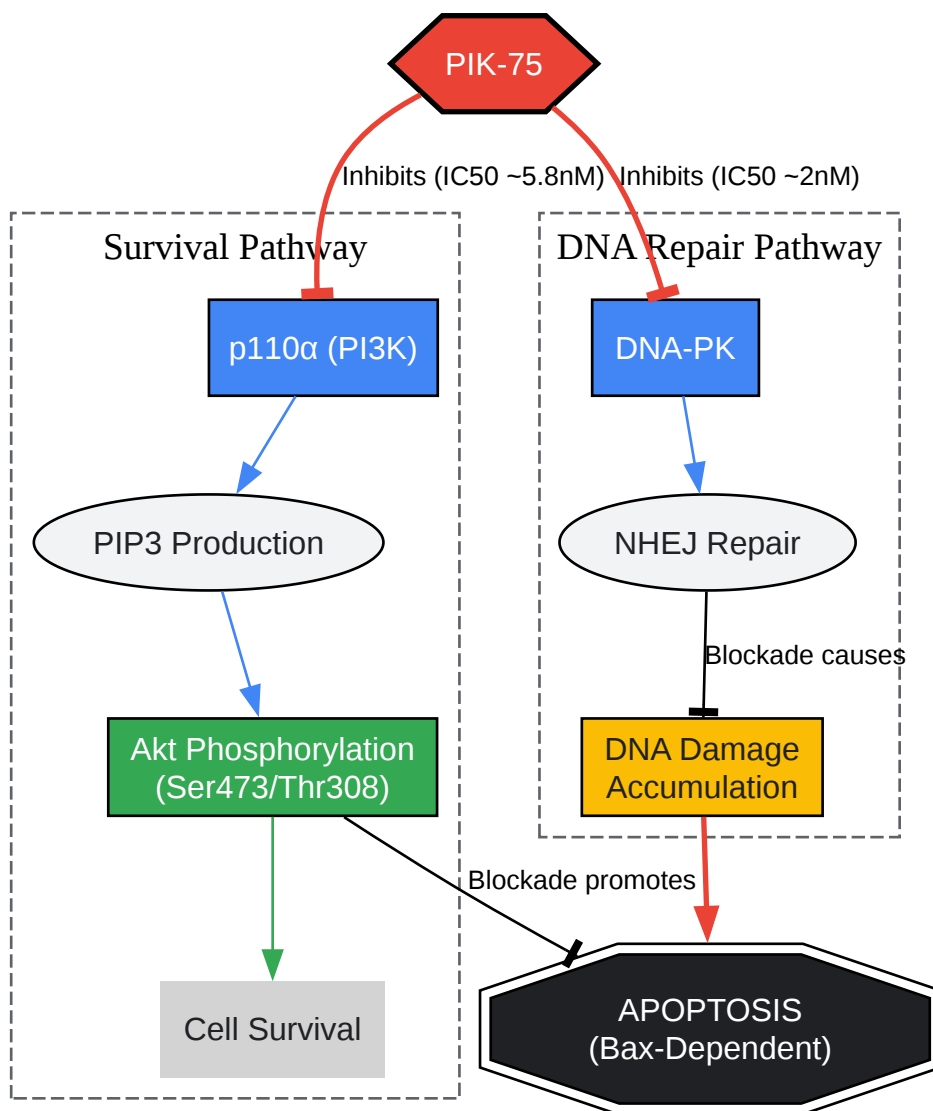 PIK-75
Inhibits (IC50 ~5.8nM)
Inhibits (IC50 ~2nM)
Survival Pathway
DNA Repair Pathway
p110α (PI3K)
DNA-PK
PIP3 Production
NHEJ Repair
Blockade causes
Akt Phosphorylation
(Ser473/Thr308)
DNA Damage
Accumulation
Blockade promotes
Cell Survival
APOPTOSIS
(Bax-Dependent)